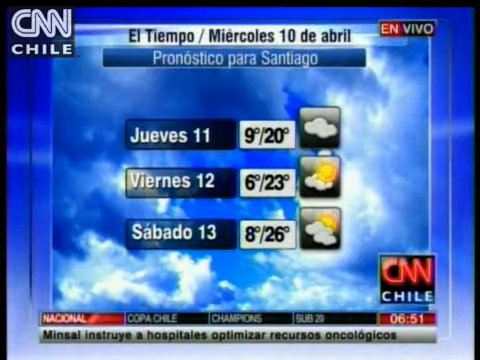 CNN
CHILE
El Tiempo / Miércoles 10 de abril
EN VIVO
Pronóstico para Santiago
Jueves 11 9°/20°
Viernes 12 6°/23°
Sábado 13 8°/26°
CNN
CHILE
NACIONAL COPA CHILE CHAMPIONS SUB 20 06:51
Minsal instruye a hospitales optimizar recursos oncológicos